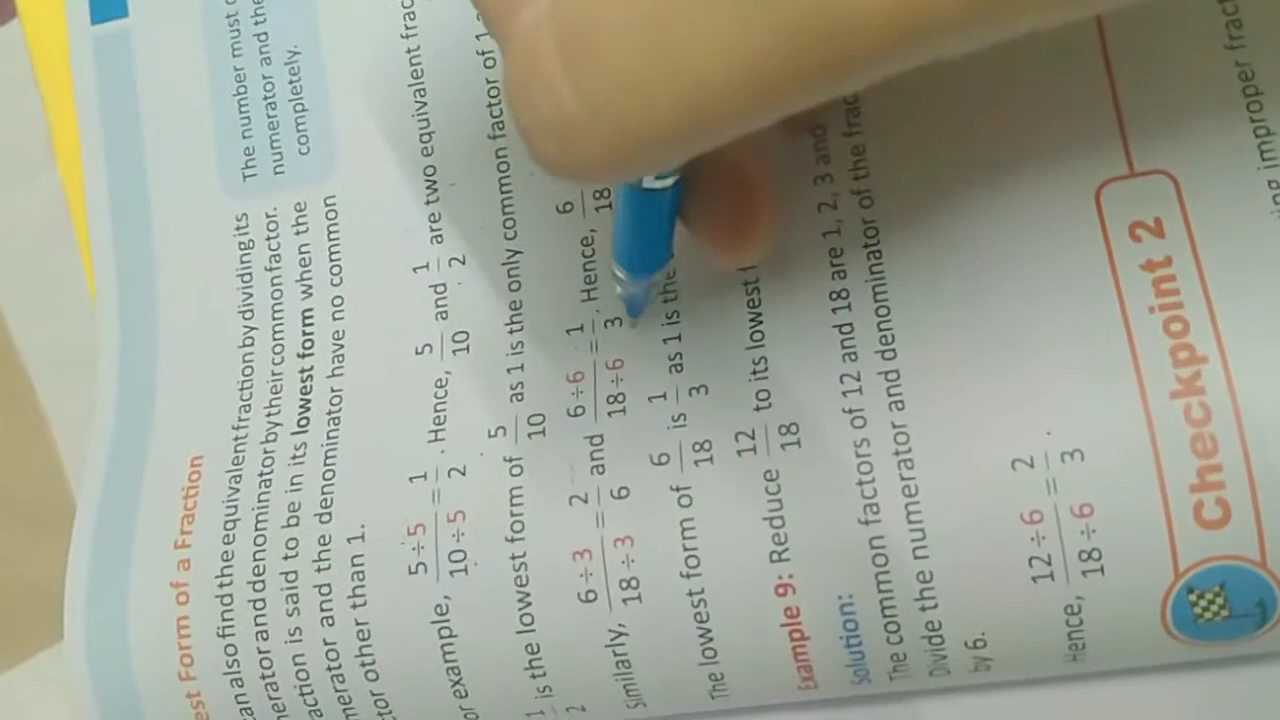 est Form of a Fraction
can also find the equivalent fraction by dividing its
merator and denominator by their common factor.
action is said to be in its lowest form when the
merator and the denominator have no common
ctor other than 1.
The number must
numerator and the
completely.
or example, 5÷5/10÷5 = 1/2. Hence, 5/10 and 1/2 are two equivalent frac
1/2 is the lowest form of 5/10 as 1 is the only common factor of 1
Similarly, 6÷3/18÷3 = 2/6 and 6÷6/18÷6 = 1/3. Hence, 6/18
The lowest form of 6/18 is 1/3 as 1 is the
Example 9: Reduce 12/18 to its lowest
Solution:
The common factors of 12 and 18 are 1, 2, 3 and
Divide the numerator and denominator of the frac
by 6.
Hence, 12÷6/18÷6 = 2/3.
Checkpoint 2
ing improper fract